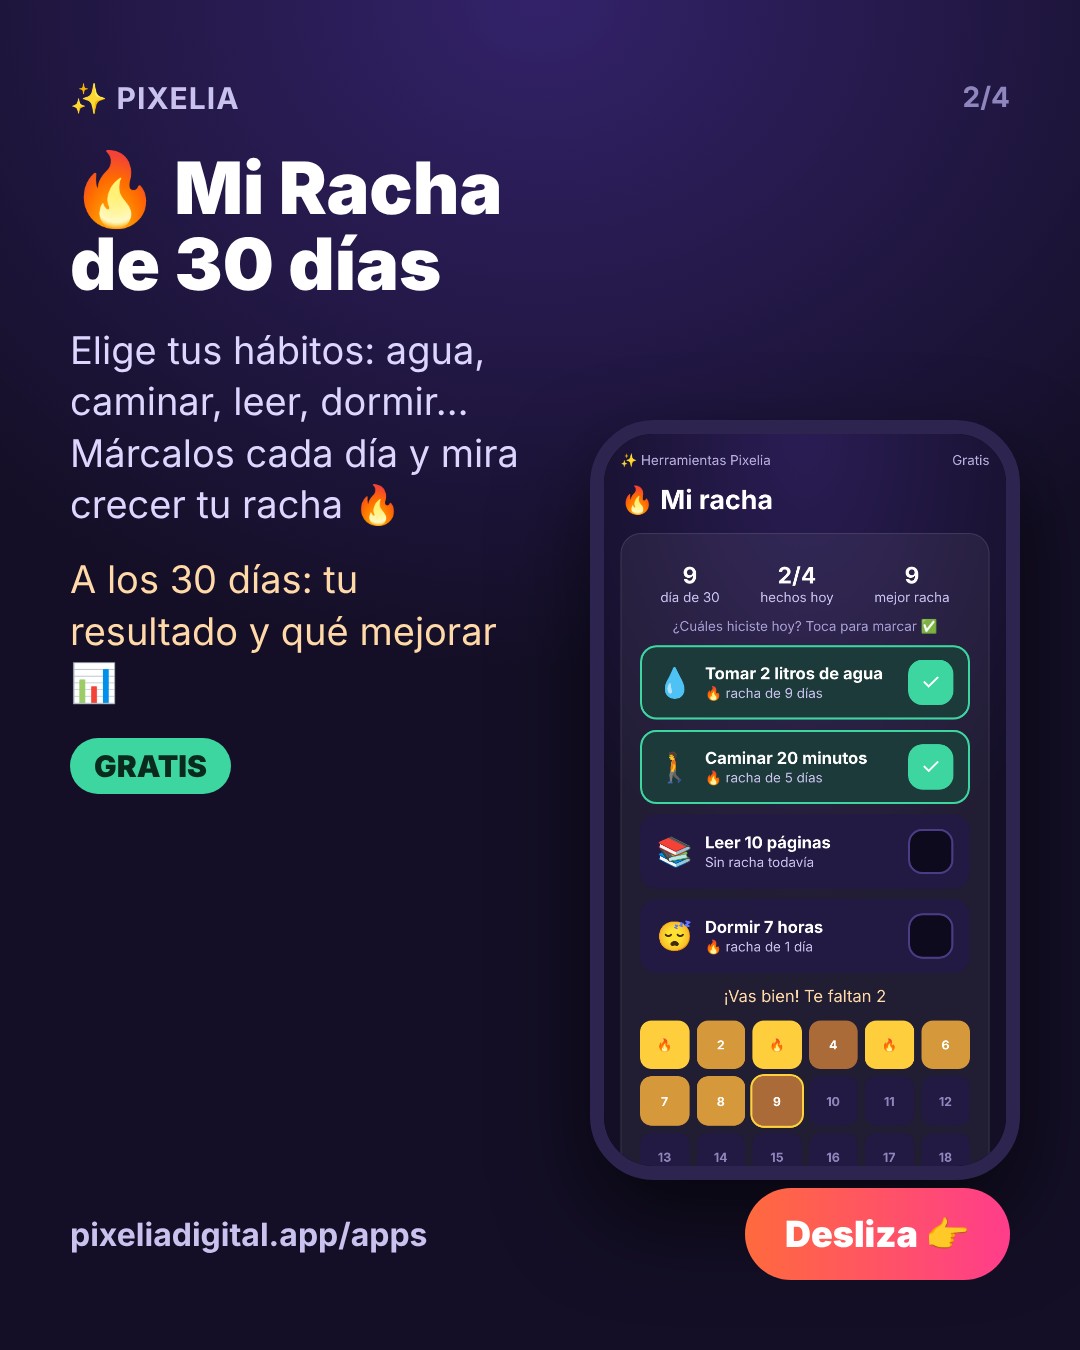 ✨ PIXELIA
2/4
🔥 Mi Racha
de 30 días
Elige tus hábitos: agua,
caminar, leer, dormir...
Márcalos cada día y mira
crecer tu racha 🔥
A los 30 días: tu
resultado y qué mejorar
📊
GRATIS
✨ Herramientas Pixelia
Gratis
🔥 Mi racha
9
día de 30
2/4
hechos hoy
9
mejor racha
¿Cuáles hiciste hoy? Toca para marcar ✅
Tomar 2 litros de agua
🔥 racha de 9 días
Caminar 20 minutos
🔥 racha de 5 días
Leer 10 páginas
Sin racha todavía
Dormir 7 horas
🔥 racha de 1 día
¡Vas bien! Te faltan 2
🔥 2 🔥 4 🔥 6
7 8 9 10 11 12
13 14 15 16 17 18
pixeliadigital.app/apps
Desliza 👉